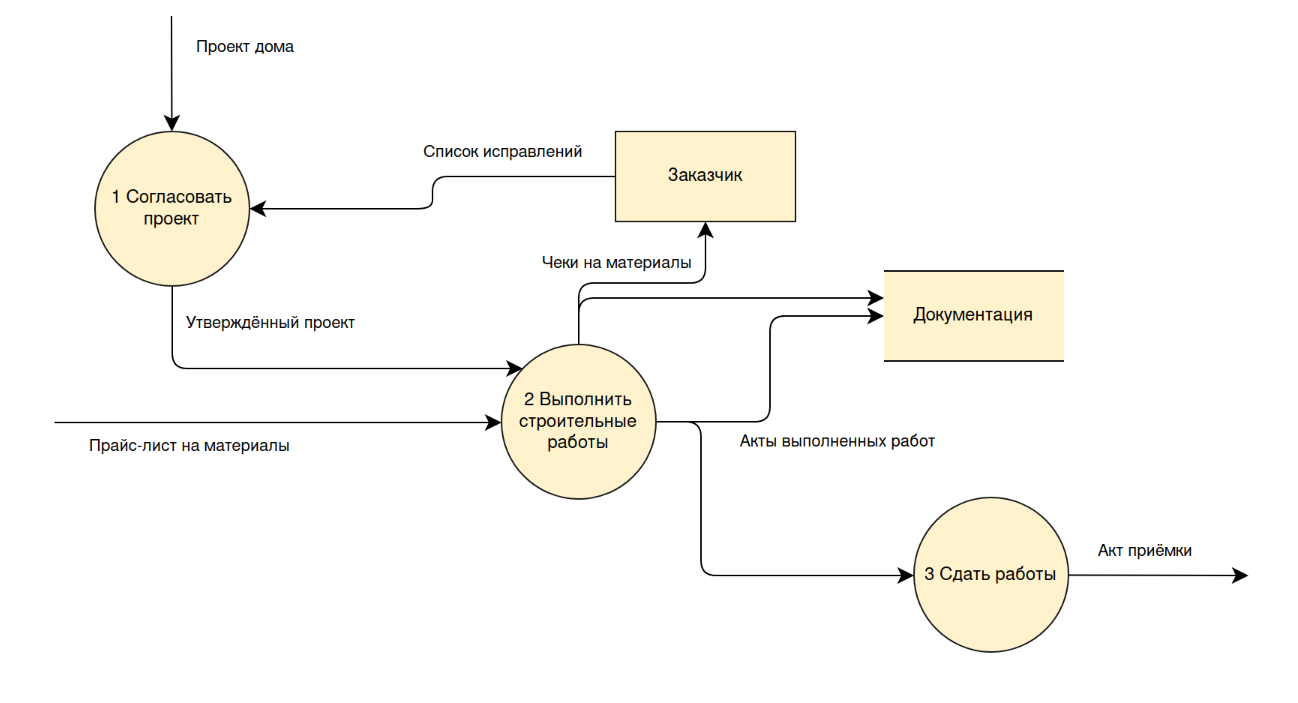 Проект дома
Список исправлений
Заказчик
1 Согласовать
проект
Чеки на материалы
Документация
Утверждённый проект
2 Выполнить
строительные
работы
Прайс-лист на материалы
Акты выполненных работ
Акт приёмки
3 Сдать работы